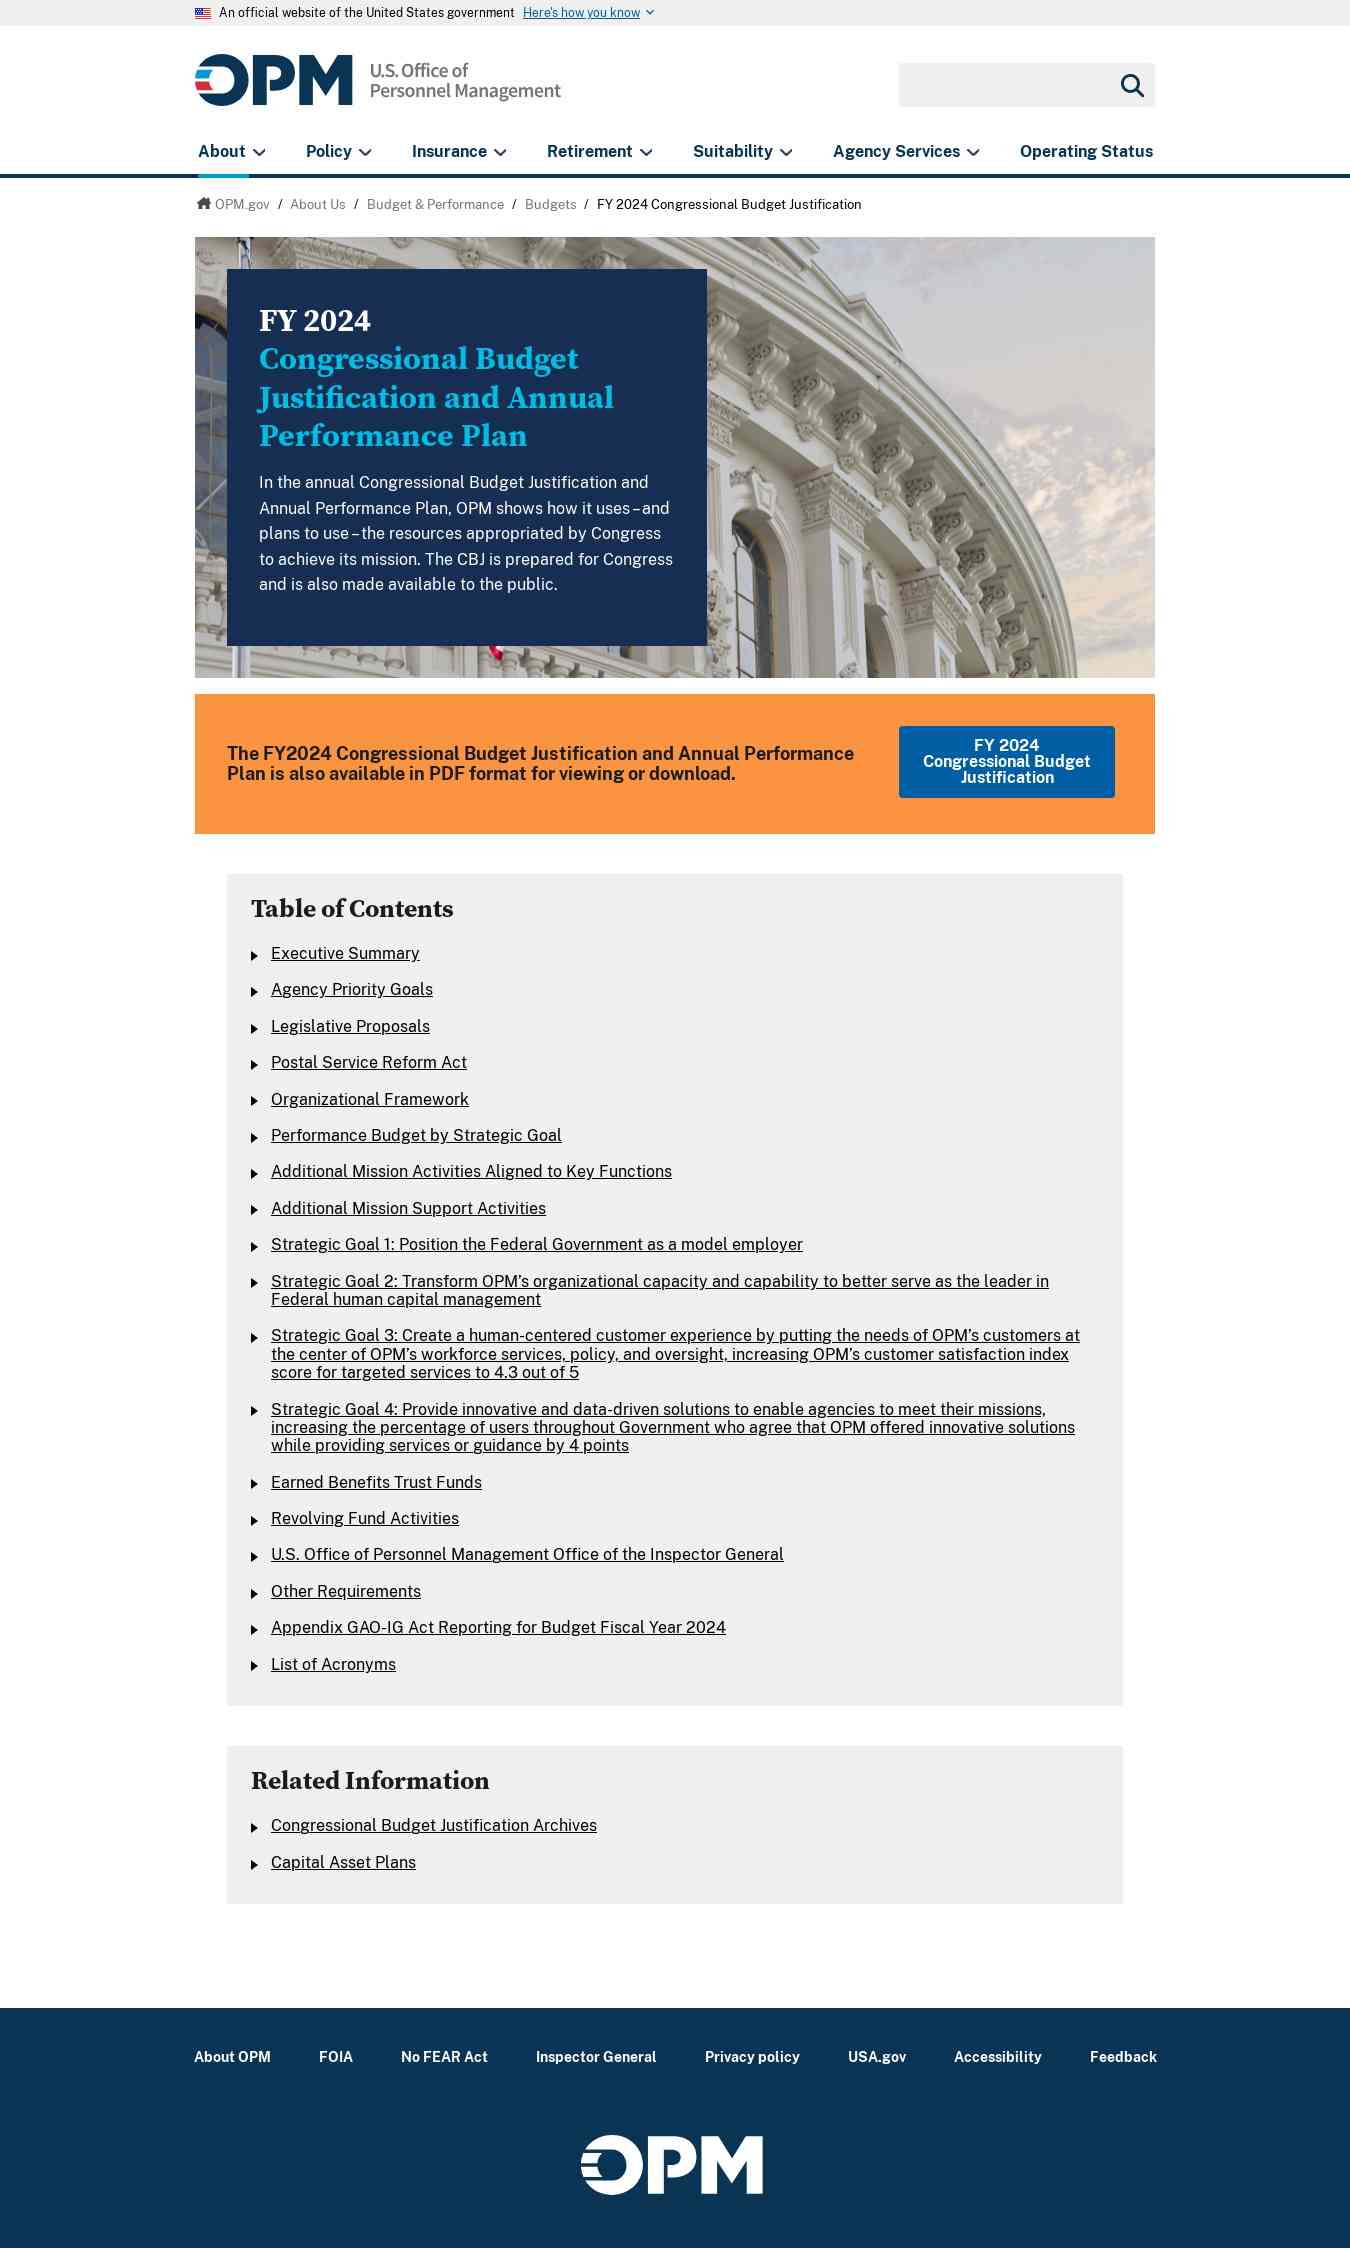 An official website of the United States government Here's how you know
OPM U.S. Office of
Personnel Management
About Policy Insurance Retirement Suitability Agency Services Operating Status
OPM.gov / About Us / Budget & Performance / Budgets / FY 2024 Congressional Budget Justification
FY 2024
Congressional Budget
Justification and Annual
Performance Plan
In the annual Congressional Budget Justification and
Annual Performance Plan, OPM shows how it uses – and
plans to use – the resources appropriated by Congress
to achieve its mission. The CBJ is prepared for Congress
and is also made available to the public.
The FY2024 Congressional Budget Justification and Annual Performance
Plan is also available in PDF format for viewing or download.
FY 2024
Congressional Budget
Justification
Table of Contents
Executive Summary
Agency Priority Goals
Legislative Proposals
Postal Service Reform Act
Organizational Framework
Performance Budget by Strategic Goal
Additional Mission Activities Aligned to Key Functions
Additional Mission Support Activities
Strategic Goal 1: Position the Federal Government as a model employer
Strategic Goal 2: Transform OPM’s organizational capacity and capability to better serve as the leader in
Federal human capital management
Strategic Goal 3: Create a human-centered customer experience by putting the needs of OPM’s customers at
the center of OPM’s workforce services, policy, and oversight, increasing OPM’s customer satisfaction index
score for targeted services to 4.3 out of 5
Strategic Goal 4: Provide innovative and data-driven solutions to enable agencies to meet their missions,
increasing the percentage of users throughout Government who agree that OPM offered innovative solutions
while providing services or guidance by 4 points
Earned Benefits Trust Funds
Revolving Fund Activities
U.S. Office of Personnel Management Office of the Inspector General
Other Requirements
Appendix GAO-IG Act Reporting for Budget Fiscal Year 2024
List of Acronyms
Related Information
Congressional Budget Justification Archives
Capital Asset Plans
About OPM FOIA No FEAR Act Inspector General Privacy policy USA.gov Accessibility Feedback
OPM